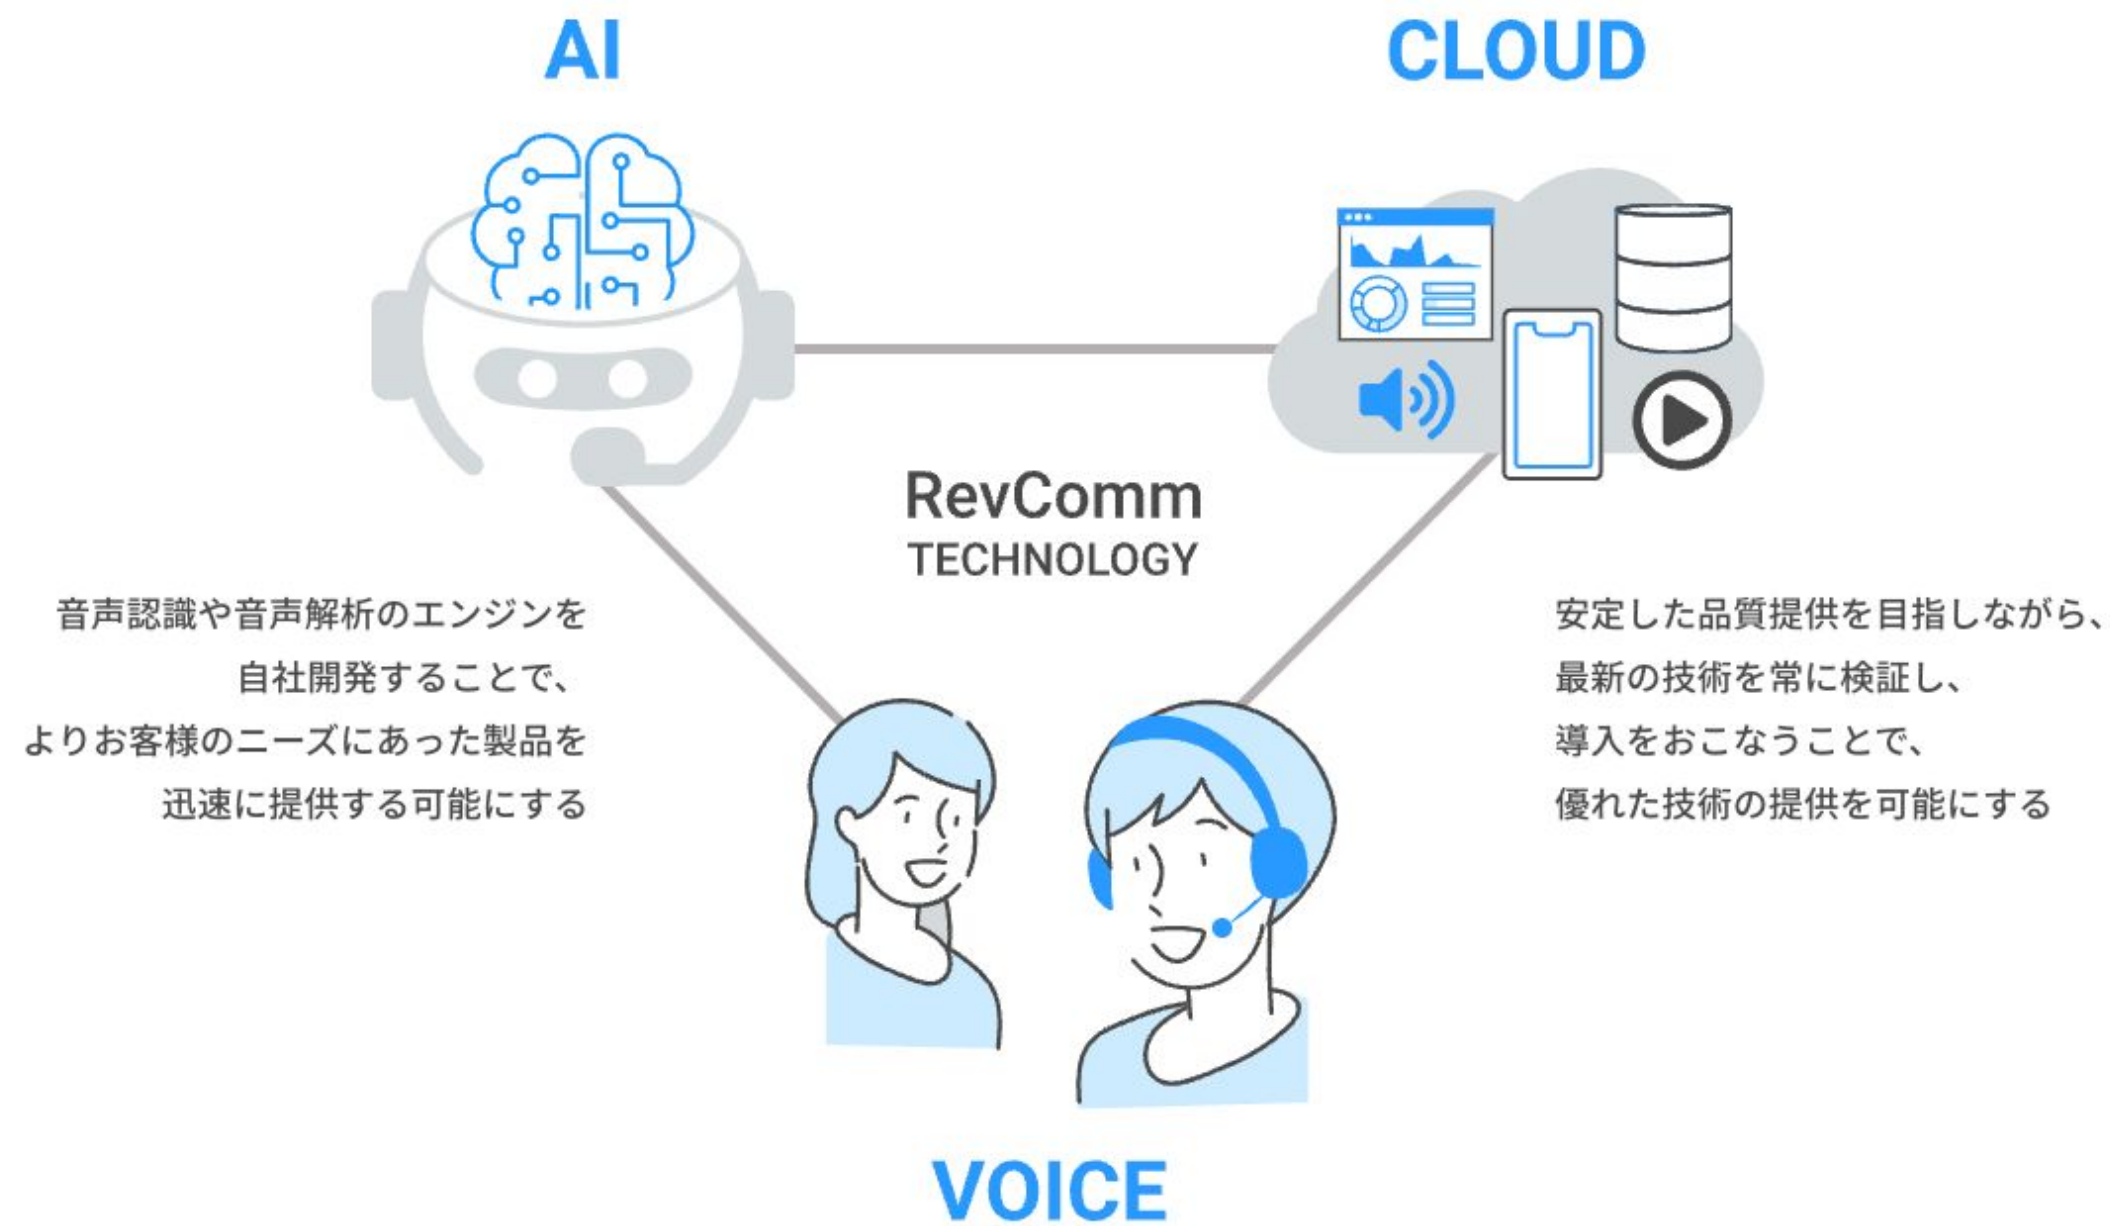 AI
CLOUD
RevComm
TECHNOLOGY
音声認識や音声解析のエンジンを
自社開発することで、
よりお客様のニーズにあった製品を
迅速に提供する可能にする
安定した品質提供を目指しながら、
最新の技術を常に検証し、
導入をおこなうことで、
優れた技術の提供を可能にする
VOICE